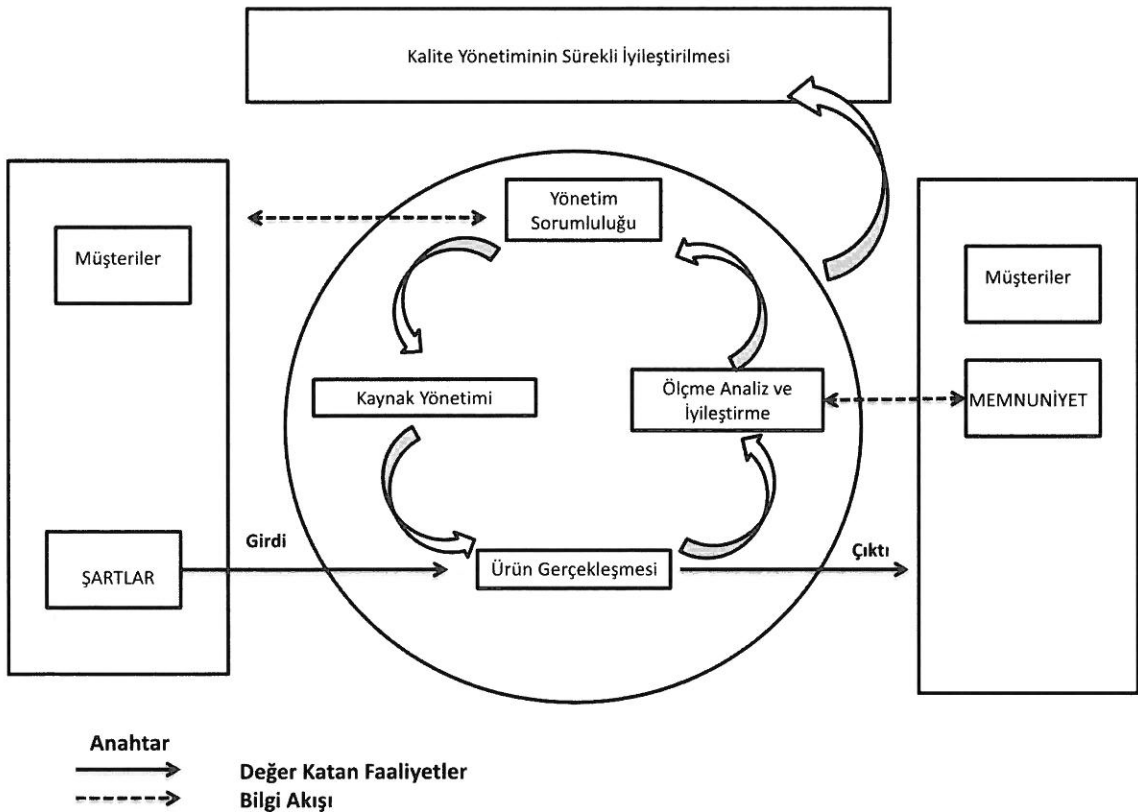 Kalite Yönetiminin Sürekli İyileştirilmesi
Yönetim
Sorumluluğu
Müşteriler
Müşteriler
Kaynak Yönetimi
Ölçme Analiz ve
İyileştirme
MEMNUNİYET
Girdi
Çıktı
ŞARTLAR
Ürün Gerçekleşmesi
Anahtar
Değer Katan Faaliyetler
Bilgi Akışı